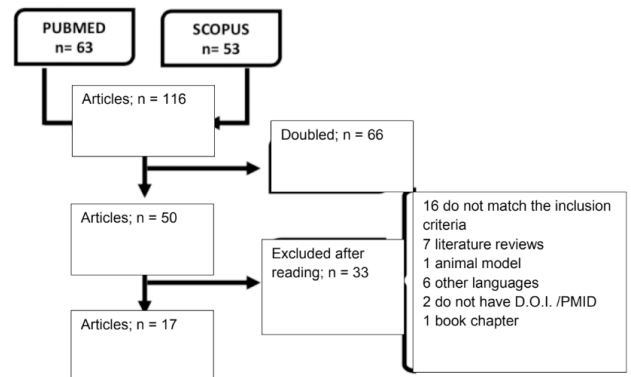 PUBMED
n= 63
SCOPUS
n= 53
Articles; n = 116
Doubled; n = 66
Articles; n = 50
Excluded after
reading; n = 33
16 do not match the inclusion
criteria
7 literature reviews
1 animal model
6 other languages
2 do not have D.O.I. /PMID
1 book chapter
Articles; n = 17